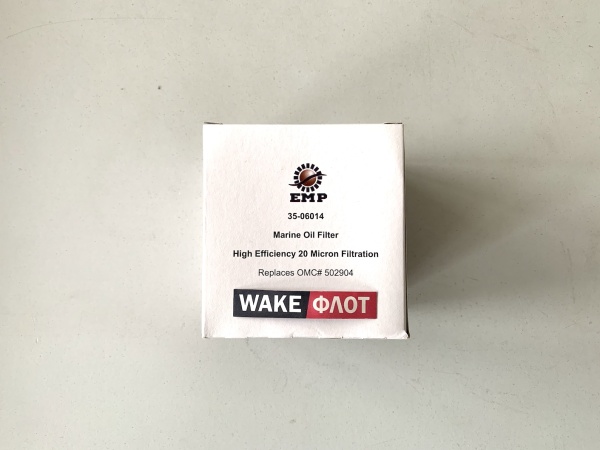 EMP
35-06014
Marine Oil Filter
High Efficiency 20 Micron Filtration
Replaces OMC# 502904
WAKE ФЛОТ